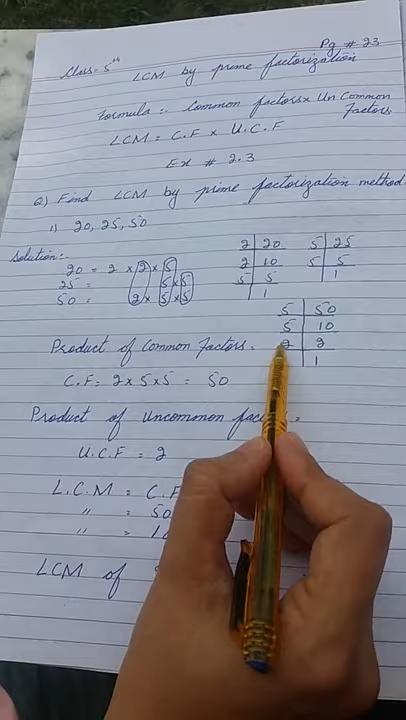 Pg # 23
Class = 5th
LCM by prime factorization
Formula :- Common factors x Un Common
Factors
LCM = C.F x U.C.F
Ex # 2.3
Q) Find LCM by prime factorization method
1) 20, 25, 50
Solution:-
20 = 2 x 2 x 5
25 = 5 x 5
50 = 2 x 5 x 5
2 | 20
2 | 10
5 | 5
1
5 | 25
5 | 5
1
5 | 50
5 | 10
2 | 2
1
Product of Common Factors =
C.F = 2 x 5 x 5 = 50
Product of Uncommon fac =
U.C.F = 2
L.C.M = C.F
" = 50
" = 1
LCM of